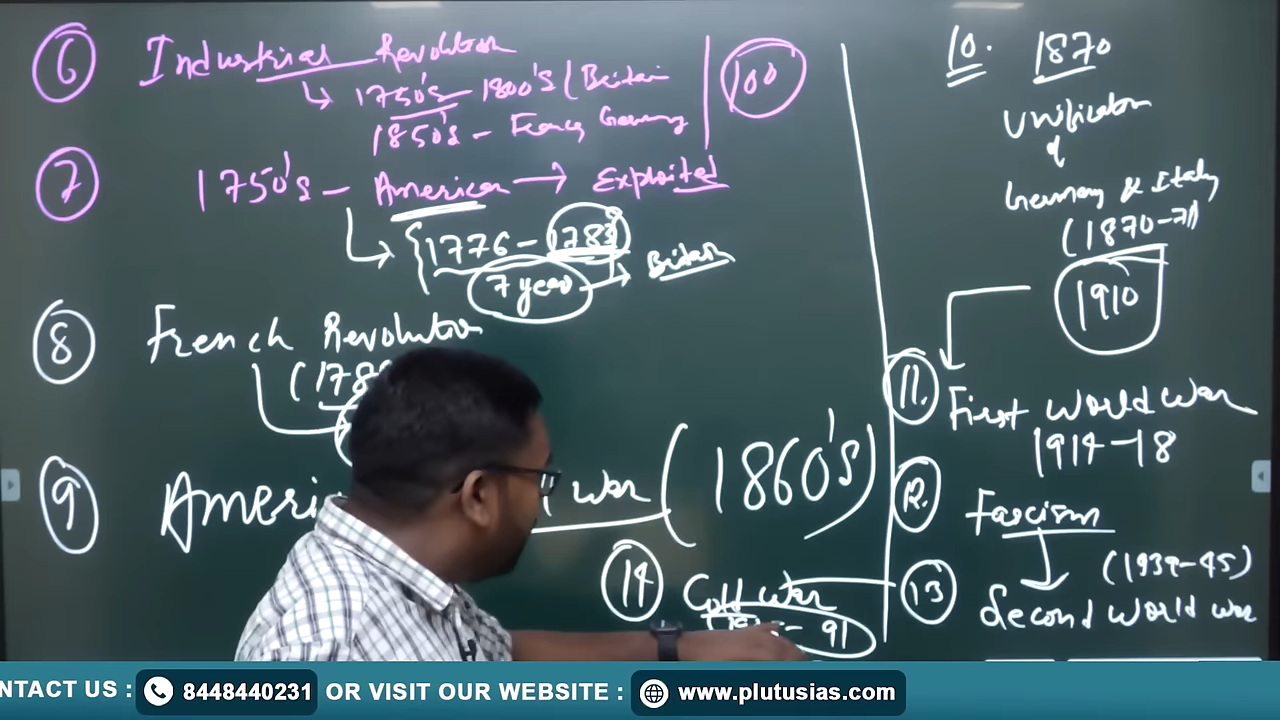 6 Industrial Revolution
↳ 1750's - 1800's (Britain
1850's - France, Germany
100
7 1750's - American → Exploited
1776 - 1783
7 year → Britain
8 French Revolution
(178
9 Ameri
War (1860's)
10. 1870
Unification
of
Germany & Italy
(1870-71)
1910
11. First World War
1914-18
12. Fascism
(1939-45)
13 Second World War
14 Cold War
91
NTACT US : 8448440231 OR VISIT OUR WEBSITE : www.plutusias.com